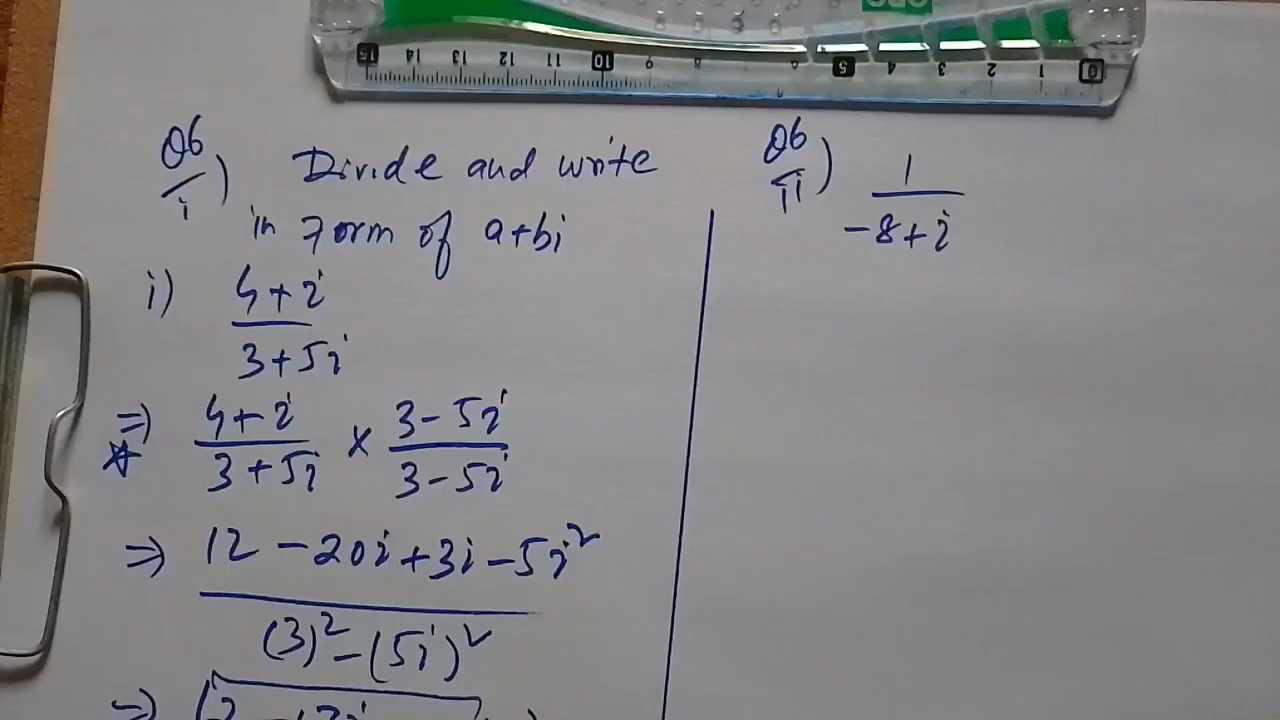 ORO
15 14 13 12 11 10 9 8 6 5 4 3 2 1 0
Q6
i) Divide and write
in form of a+bi
i) 4+i
3+5i
⇒ 4+i × 3-5i
3+5i 3-5i
⇒ 12 -20i+3i-5i²
(3)²-(5i)²
⇒
Q6
ii) 1
-8+i